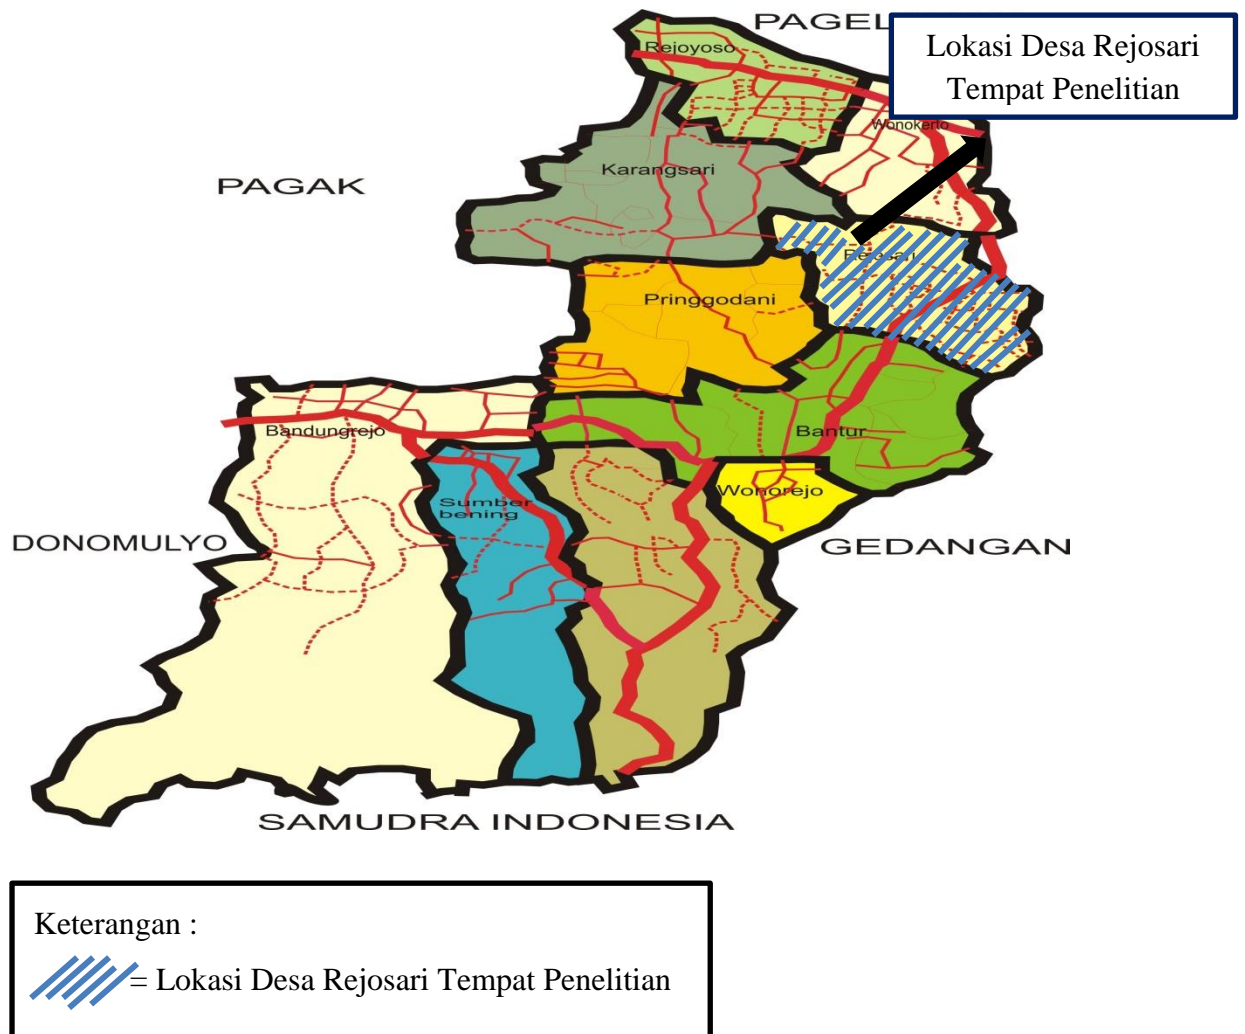 PAGEL
Lokasi Desa Rejosari
Tempat Penelitian
Rejoyoso
Wonokerto
Karangsari
PAGAK
Rejosari
Pringgodani
Bandungrejo
Bantur
Sumber
bening
Wonorejo
DONOMULYO
GEDANGAN
SAMUDRA INDONESIA
Keterangan :
= Lokasi Desa Rejosari Tempat Penelitian